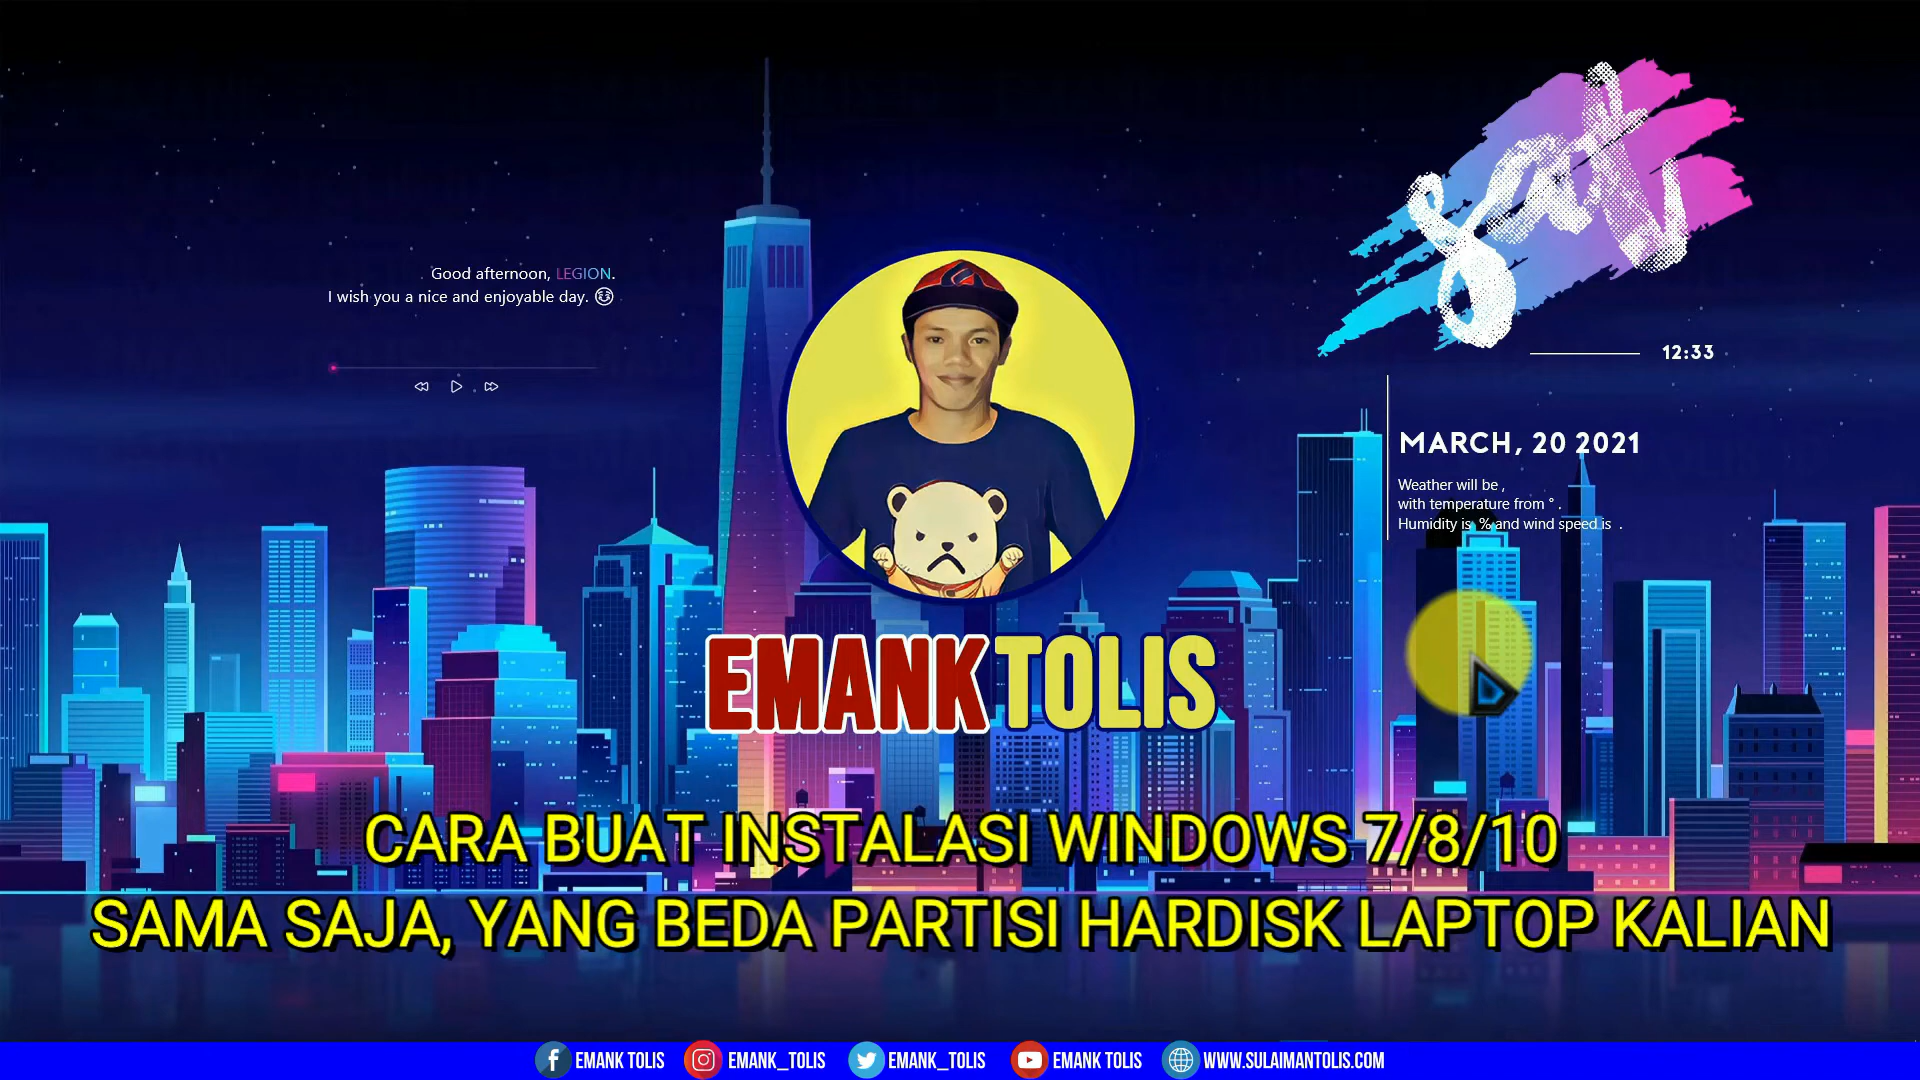 sat
Good afternoon, LEGION.
I wish you a nice and enjoyable day.
12:33
MARCH, 20 2021
Weather will be ,
with temperature from ° .
Humidity is % and wind speed is .
EMANK TOLIS
CARA BUAT INSTALASI WINDOWS 7/8/10
SAMA SAJA, YANG BEDA PARTISI HARDISK LAPTOP KALIAN
EMANK TOLIS
EMANK_TOLIS
EMANK_TOLIS
EMANK TOLIS
WWW.SULAIMANTOLIS.COM